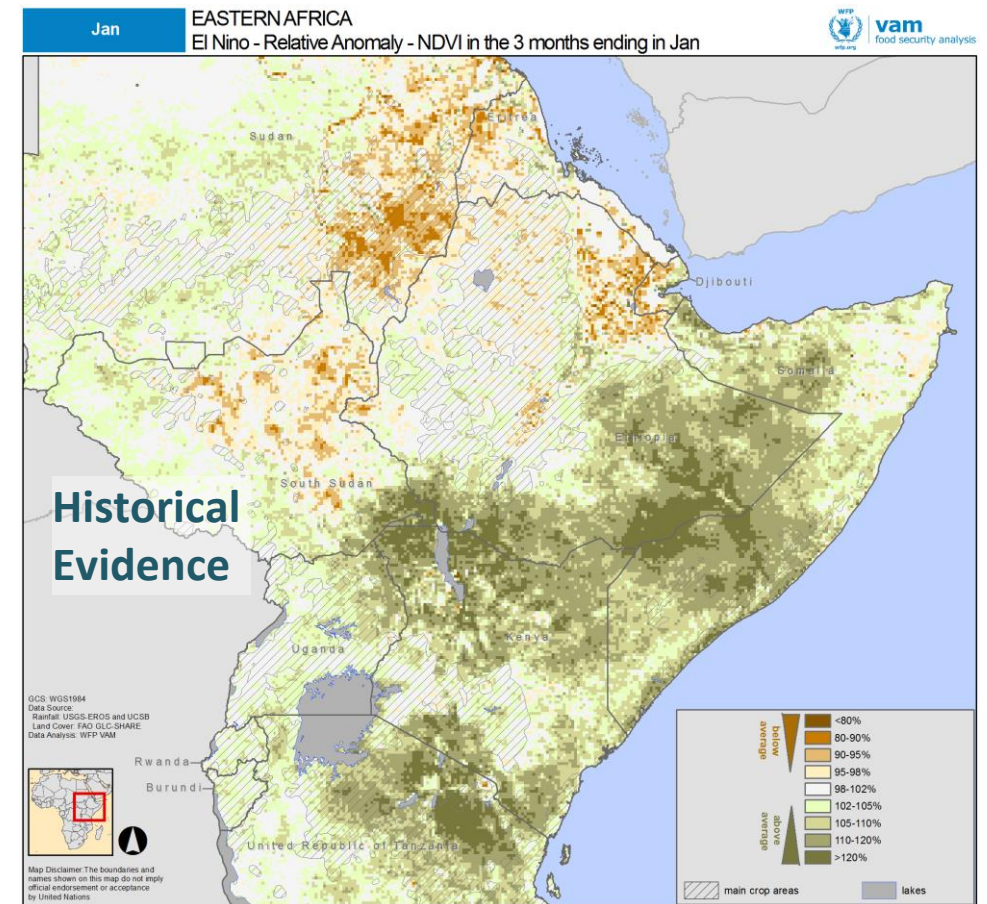 Jan
EASTERN AFRICA
El Nino - Relative Anomaly - NDVI in the 3 months ending in Jan
WFP
wfp.org
vam
food security analysis
Sudan
Eritrea
Djibouti
Somalia
Ethiopia
South Sudan
Historical
Evidence
Kenya
Uganda
GCS: WGS1984
Data Source:
Rainfall: USGS-EROS and UCSB
Land Cover: FAO GLC-SHARE
Data Analysis: WFP VAM
Rwanda
Burundi
United Republic of Tanzania
Map Disclaimer:The boundaries and
names shown on this map do not imply
official endorsement or acceptance
by United Nations
below
average
above
average
<80%
80-90%
90-95%
95-98%
98-102%
102-105%
105-110%
110-120%
>120%
main crop areas
lakes